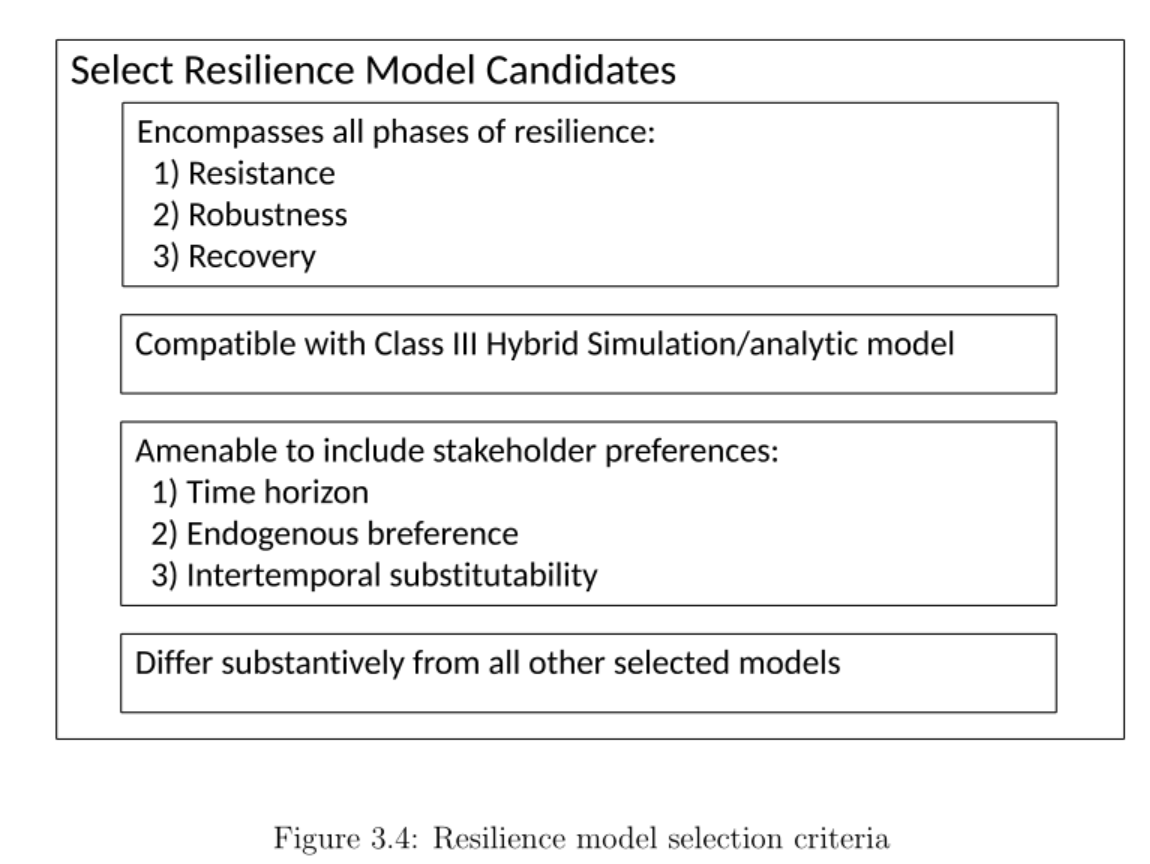 Select Resilience Model Candidates
Encompasses all phases of resilience:
1) Resistance
2) Robustness
3) Recovery
Compatible with Class III Hybrid Simulation/analytic model
Amenable to include stakeholder preferences:
1) Time horizon
2) Endogenous breference
3) Intertemporal substitutability
Differ substantively from all other selected models
Figure 3.4: Resilience model selection criteria